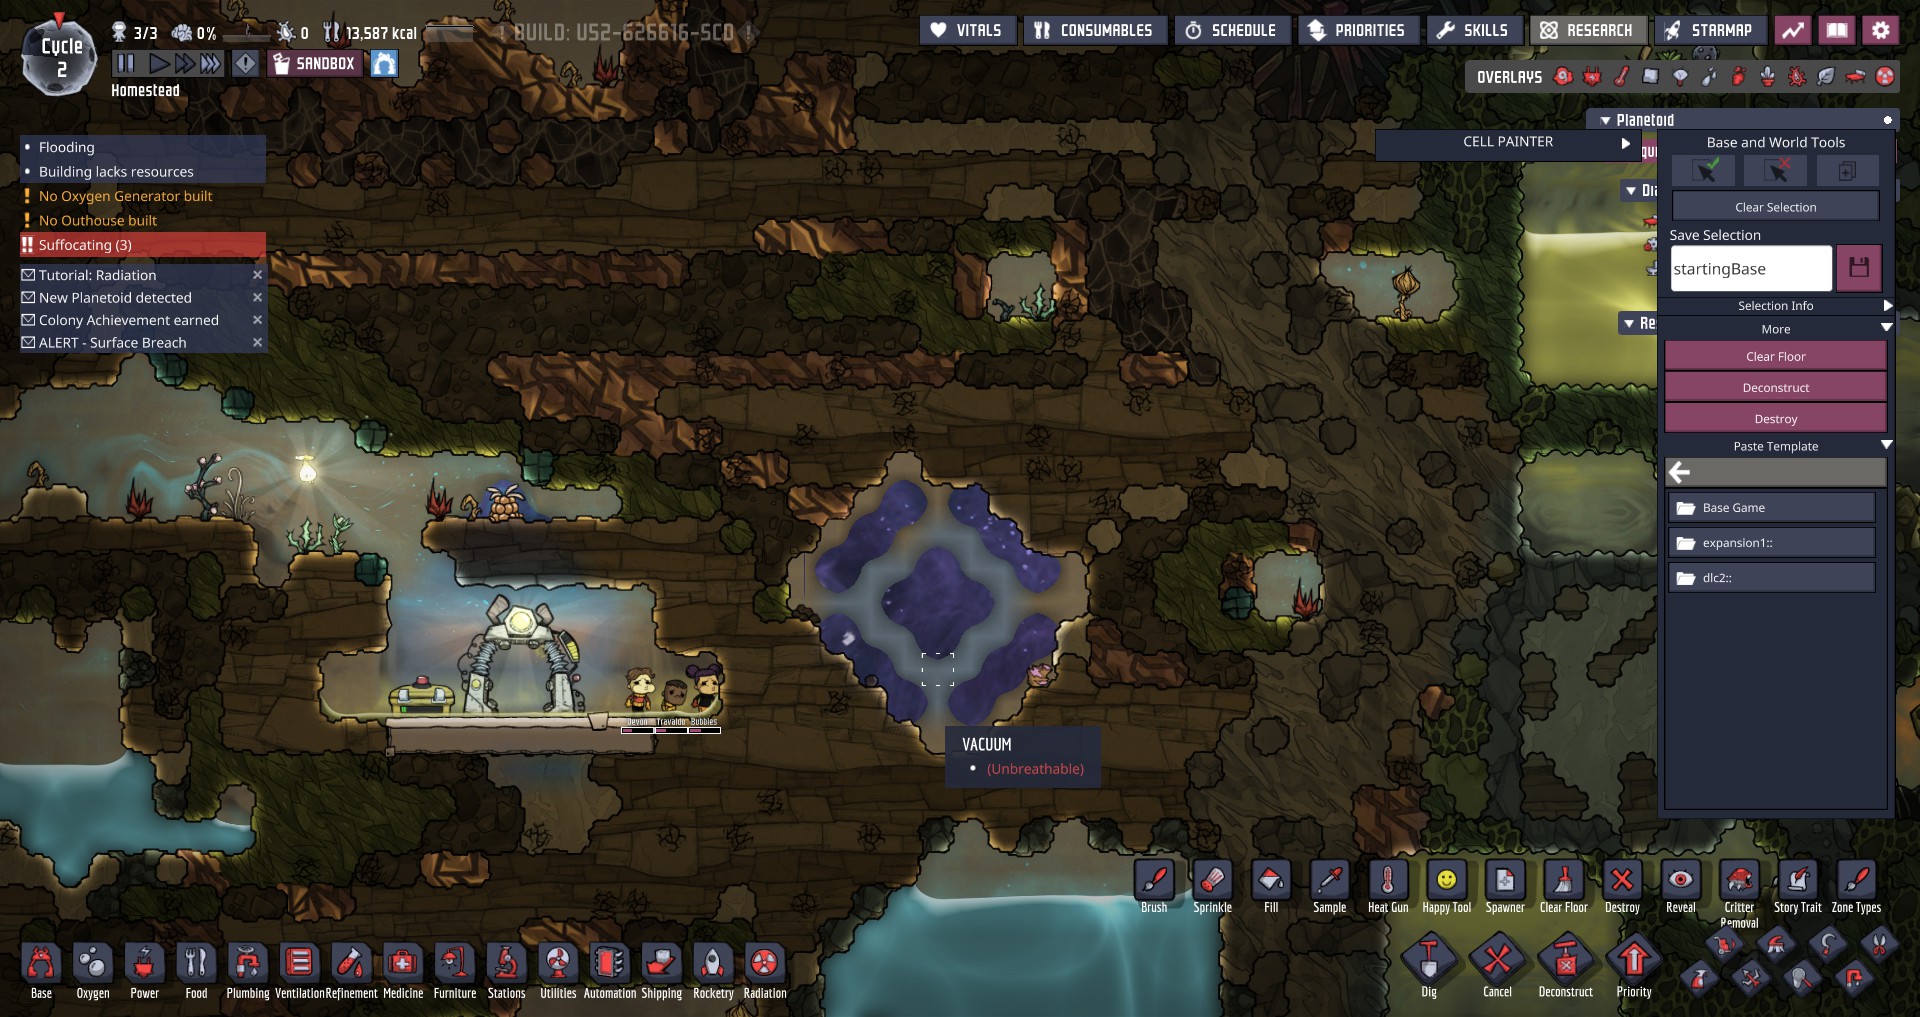 3/3
0%
0
13,587 kcal
! BUILD: U52-626616-SCD !
VITALS
CONSUMABLES
SCHEDULE
PRIORITIES
SKILLS
RESEARCH
STARMAP
Cycle
2
SANDBOX
Homestead
OVERLAYS
Planetoid
CELL PAINTER
Base and World Tools
Clear Selection
Save Selection
startingBase
Selection Info
More
Clear Floor
Deconstruct
Destroy
Paste Template
Base Game
expansion1::
dlc2::
Flooding
Building lacks resources
No Oxygen Generator built
No Outhouse built
Suffocating (3)
Tutorial: Radiation
New Planetoid detected
Colony Achievement earned
ALERT - Surface Breach
Devon
Travaldo
Bubbles
VACUUM
(Unbreathable)
Brush
Sprinkle
Fill
Sample
Heat Gun
Happy Tool
Spawner
Clear Floor
Destroy
Reveal
Critter Removal
Story Trait
Zone Types
Base
Oxygen
Power
Food
Plumbing
Ventilation
Refinement
Medicine
Furniture
Stations
Utilities
Automation
Shipping
Rocketry
Radiation
Dig
Cancel
Deconstruct
Priority